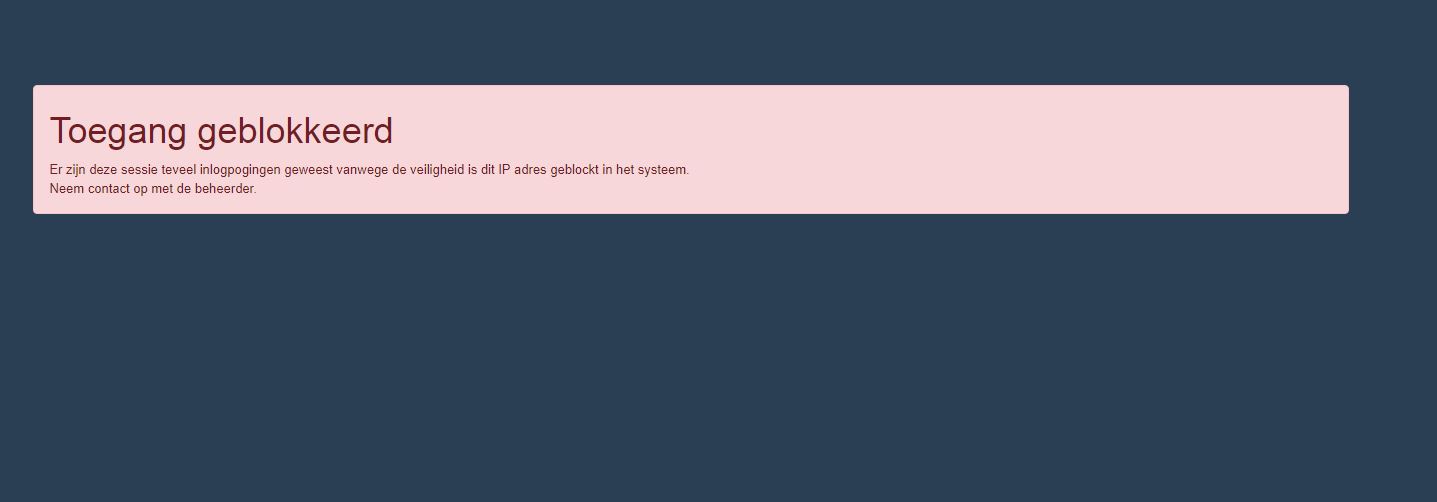 Toegang geblokkeerd
Er zijn deze sessie teveel inlogpogingen geweest vanwege de veiligheid is dit IP adres geblockt in het systeem.
Neem contact op met de beheerder.